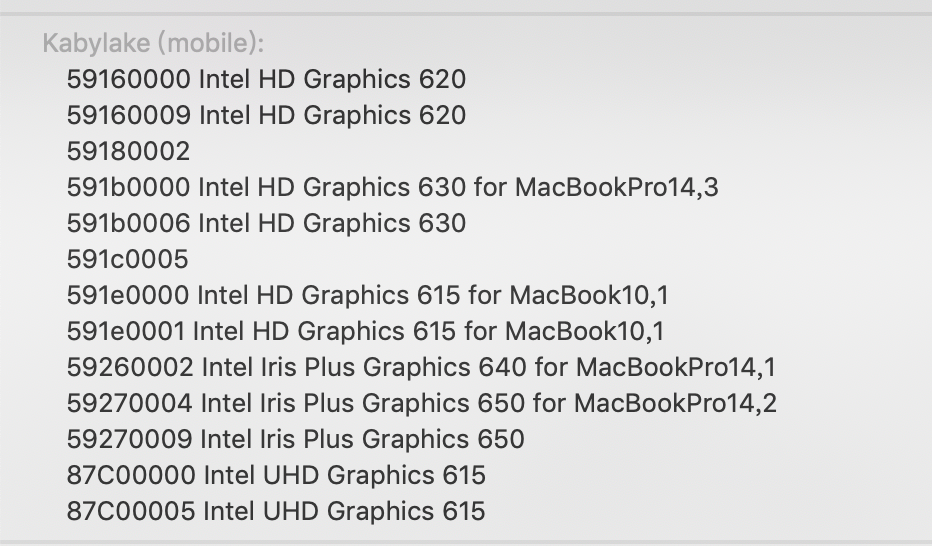 Kabylake (mobile):
59160000 Intel HD Graphics 620
59160009 Intel HD Graphics 620
59180002
591b0000 Intel HD Graphics 630 for MacBookPro14,3
591b0006 Intel HD Graphics 630
591c0005
591e0000 Intel HD Graphics 615 for MacBook10,1
591e0001 Intel HD Graphics 615 for MacBook10,1
59260002 Intel Iris Plus Graphics 640 for MacBookPro14,1
59270004 Intel Iris Plus Graphics 650 for MacBookPro14,2
59270009 Intel Iris Plus Graphics 650
87C00000 Intel UHD Graphics 615
87C00005 Intel UHD Graphics 615